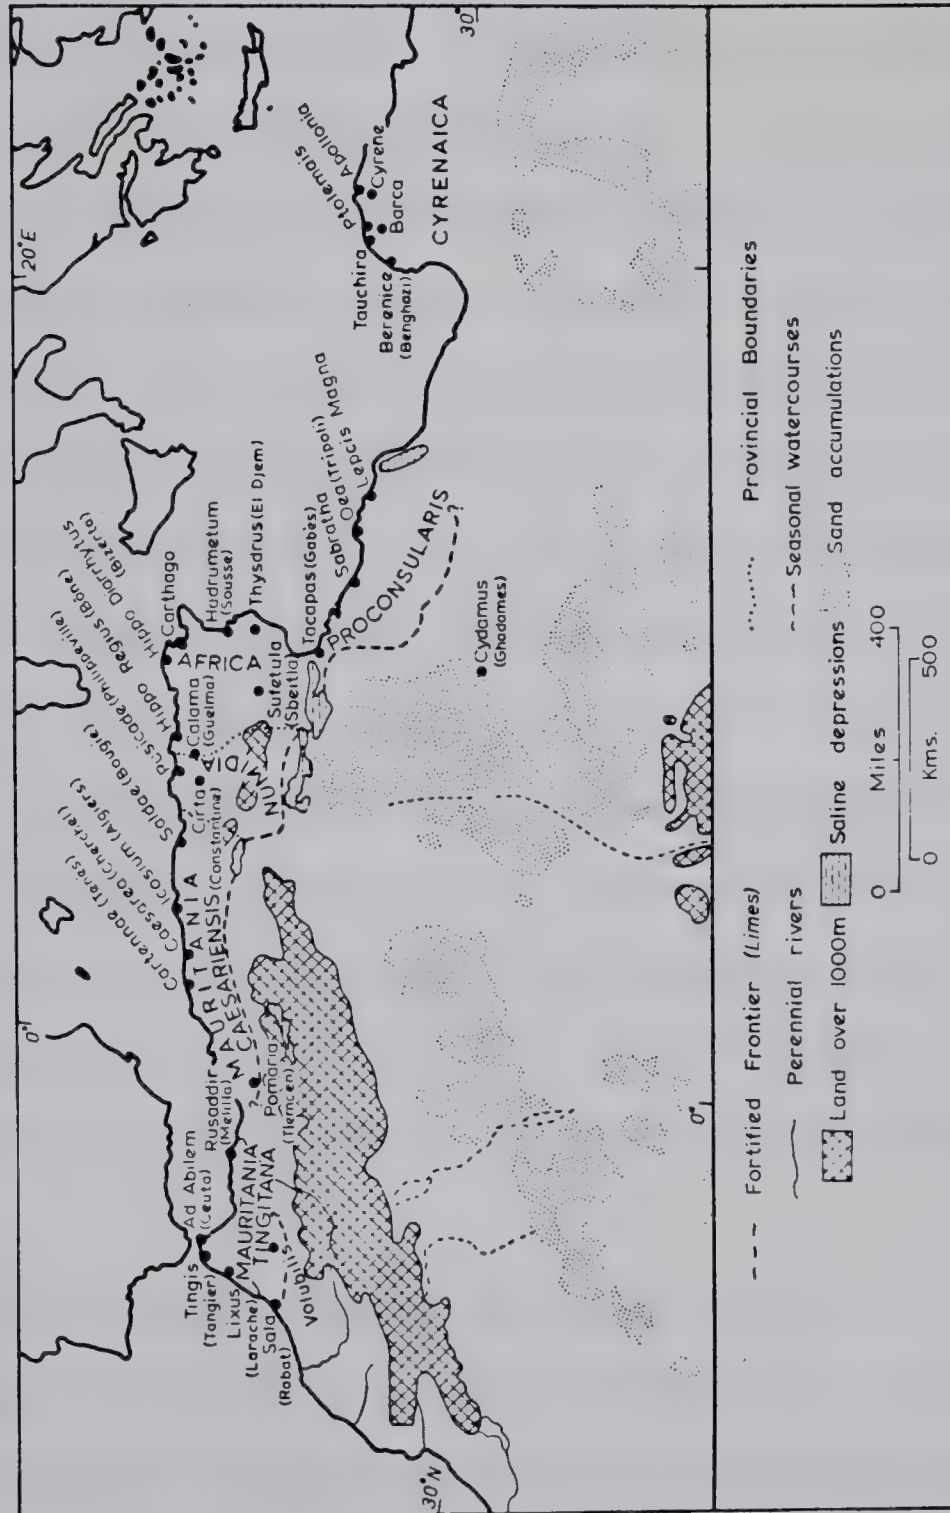 20°E
30°
0°
Tingis
(Tangier)
Ad Abilem
(Ceuta)
Lixus
(Larache)
Sala
(Rabat)
Volubilis
MAURITANIA
TINGITANA
Rusaddir
(Melilla)
?
Pomaria
(Tlemcen)
MAURITANIA
CAESARIENSIS
Cartennae (Tenes)
Caesarea (Cherchel)
Icosium (Algiers)
Saldae (Bougie)
Rusicade (Philippeville)
Hippo Regius (Bône)
Hippo Diarrhytus
(Bizerta)
Cirta
(Constantine)
Calama
(Guelma)
NUMIDIA
Carthago
AFRICA
Hadrumetum
(Sousse)
Thysdrus (El Djem)
Sufetula
(Sbeitla)
Tacapas (Gabès)
PROCONSULARIS
?
Sabratha
Oea (Tripoli)
Lepcis Magna
Cydamus
(Ghadames)
Berenice
(Benghazi)
Tauchira
Ptolemais
Apollonia
Cyrene
Barca
CYRENAICA
30°N
0°
--- Fortified Frontier (Limes)
........ Provincial Boundaries
Perennial rivers
--- Seasonal watercourses
Land over 1000m
Saline depressions
Sand accumulations
0 Miles 400
0 Kms. 500